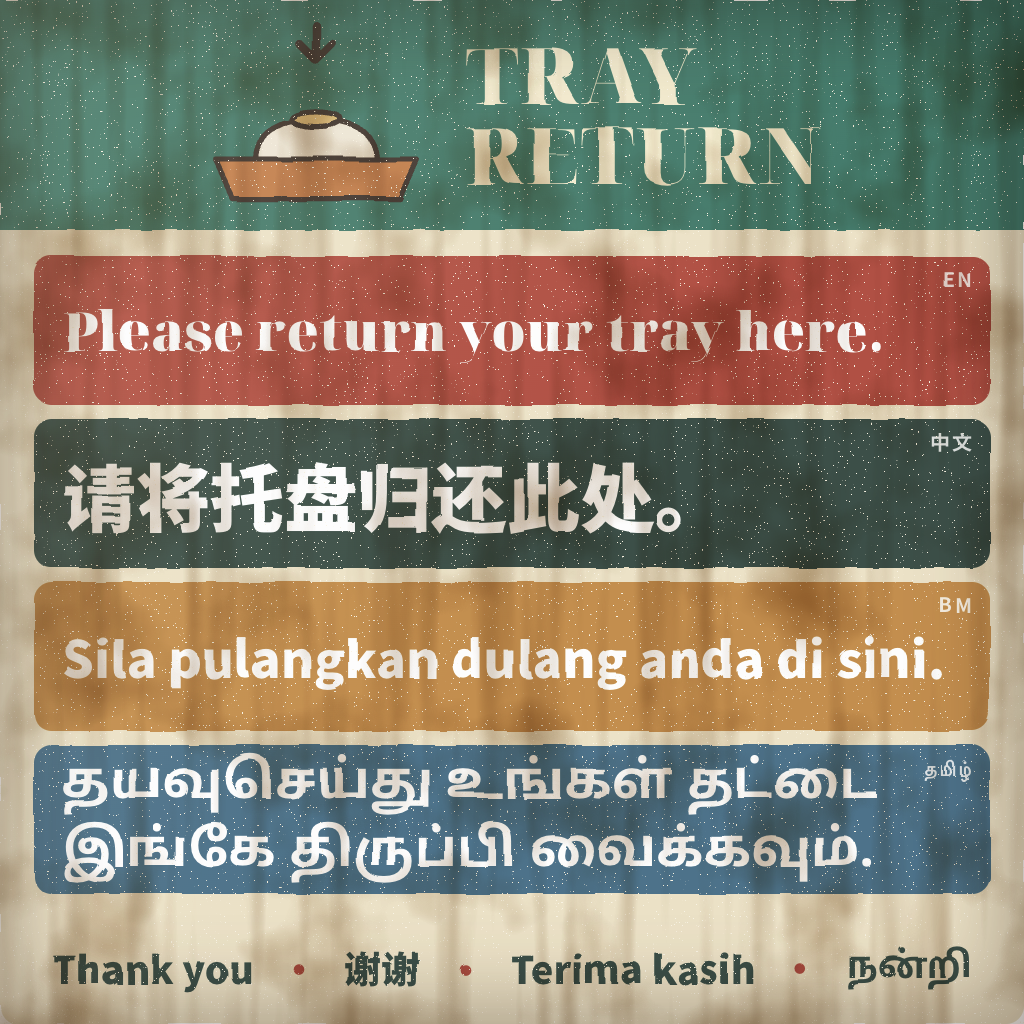 TRAY
RETURN
EN
Please return your tray here.
中文
请将托盘归还此处。
BM
Sila pulangkan dulang anda di sini.
தமிழ்
தயவுசெய்து உங்கள் தட்டை
இங்கே திருப்பி வைக்கவும்.
Thank you • 谢谢 • Terima kasih • நன்றி